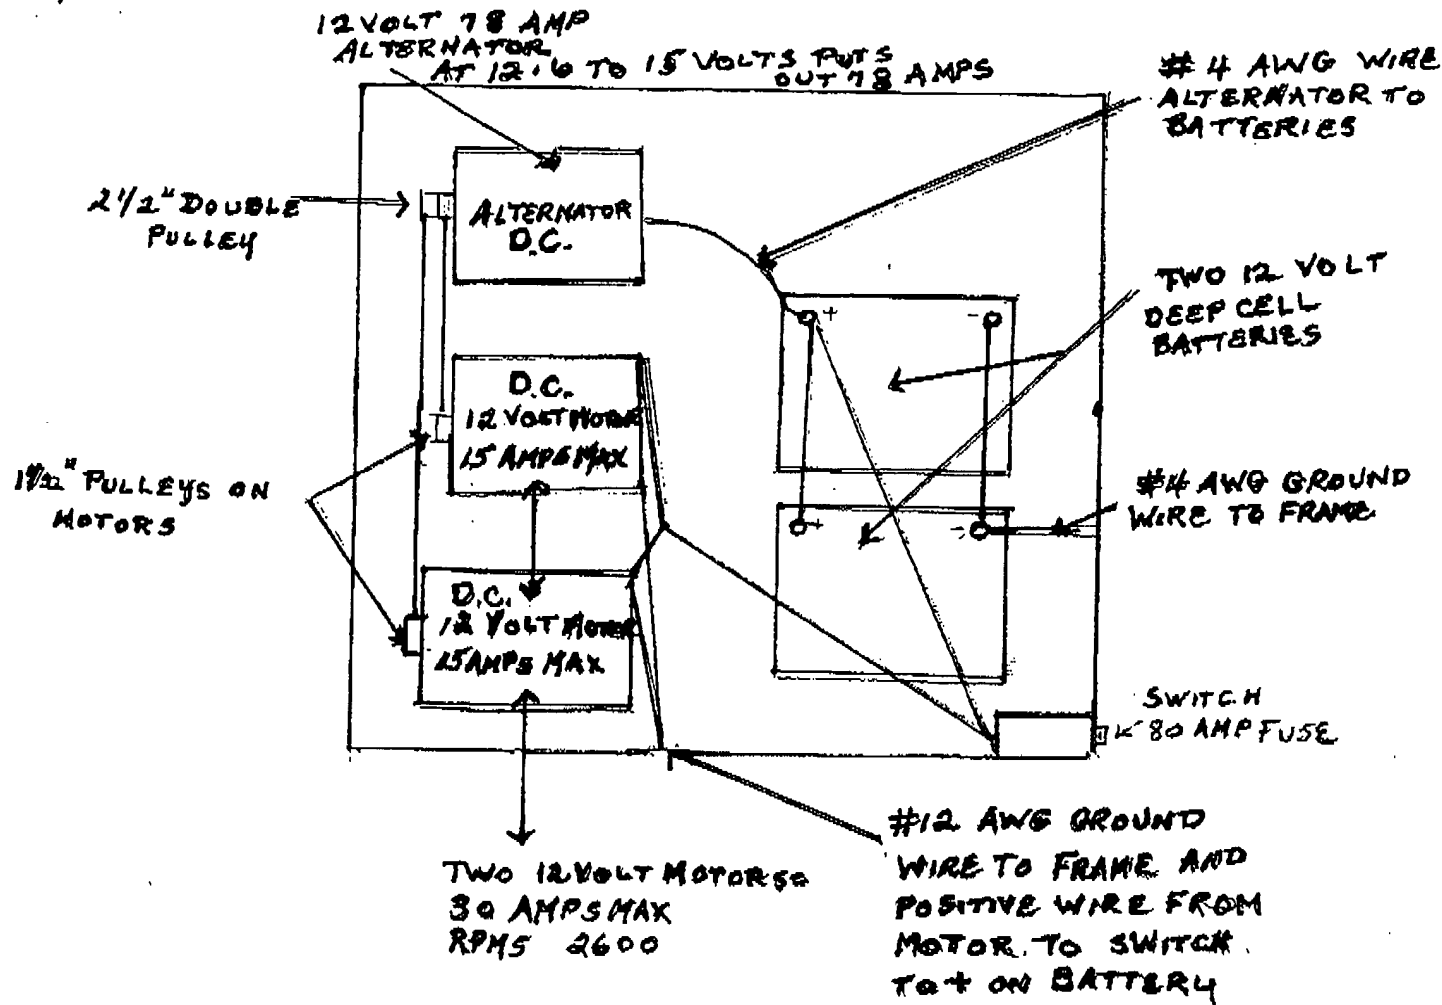 12 VOLT 78 AMP
ALTERNATOR
AT 12.6 TO 15 VOLTS PUTS
OUT 78 AMPS
# 4 AWG WIRE
ALTERNATOR TO
BATTERIES
2 1/2" DOUBLE
PULLEY
ALTERNATOR
D.C.
TWO 12 VOLT
DEEP CELL
BATTERIES
+
-
D.C.
12 VOLT MOTOR
15 AMPS MAX
PULLEYS ON
MOTORS
#4 AWG GROUND
WIRE TO FRAME
+
-
D.C.
12 VOLT MOTOR
15 AMPS MAX
SWITCH
80 AMP FUSE
#12 AWG GROUND
WIRE TO FRAME AND
POSITIVE WIRE FROM
MOTOR. TO SWITCH
TO + ON BATTERY
TWO 12 VOLT MOTORS
30 AMPS MAX
RPMS 2600